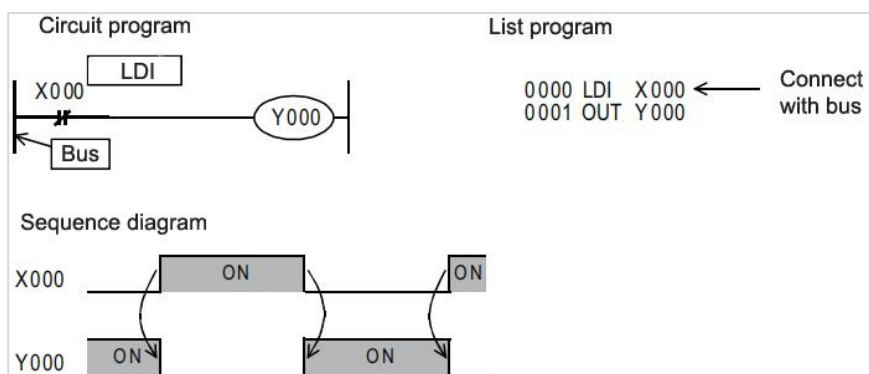 Circuit program
List program
LDI
X000
Y000
Bus
0000 LDI X000
0001 OUT Y000
Connect
with bus
Sequence diagram
X000
ON
ON
Y000
ON
ON